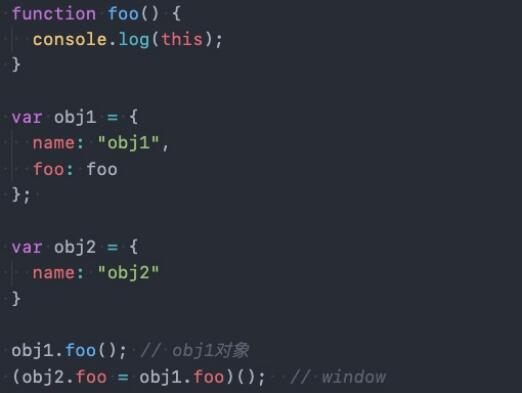 function foo() {
  console.log(this);
}
var obj1 = {
  name: "obj1",
  foo: foo
};
var obj2 = {
  name: "obj2"
}
obj1.foo(); // obj1对象
(obj2.foo = obj1.foo)();  // window